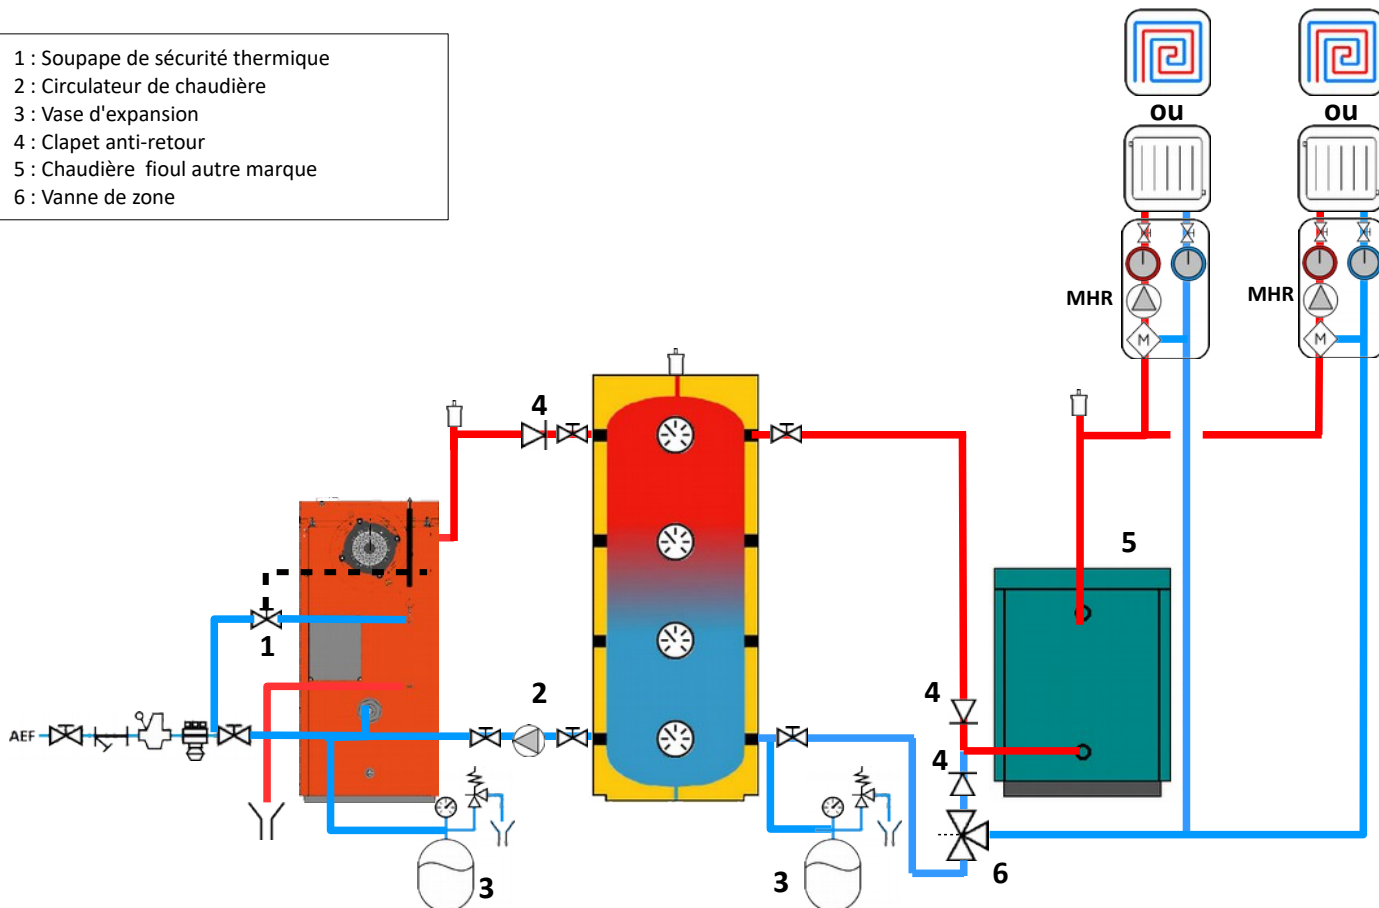 1 : Soupape de sécurité thermique
2 : Circulateur de chaudière
3 : Vase d'expansion
4 : Clapet anti-retour
5 : Chaudière  fioul autre marque
6 : Vanne de zone
ou
ou
MHR
MHR
M
M
4
5
1
2
4
AEF
4
3
3
6